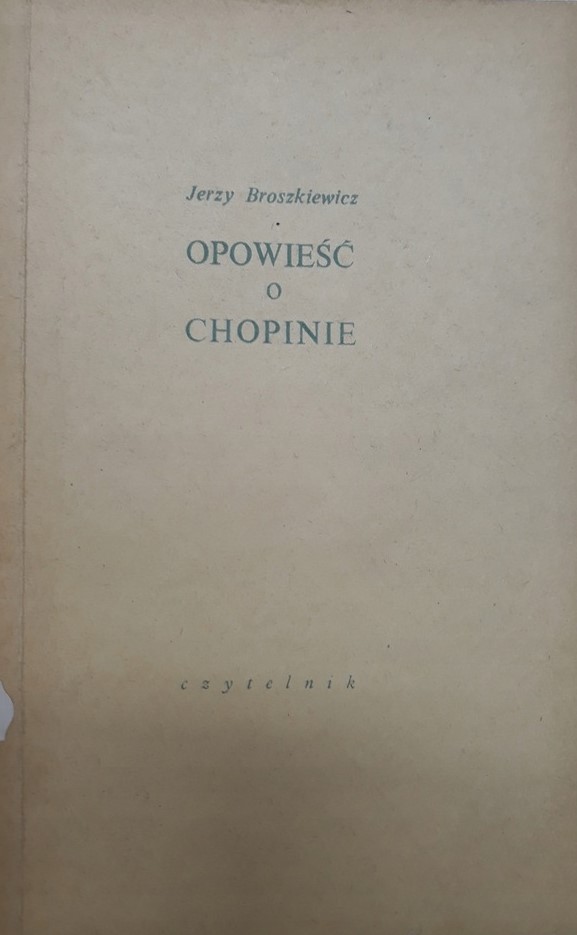 Jerzy Broszkiewicz
OPOWIEŚĆ
O
CHOPINIE
czytelnik